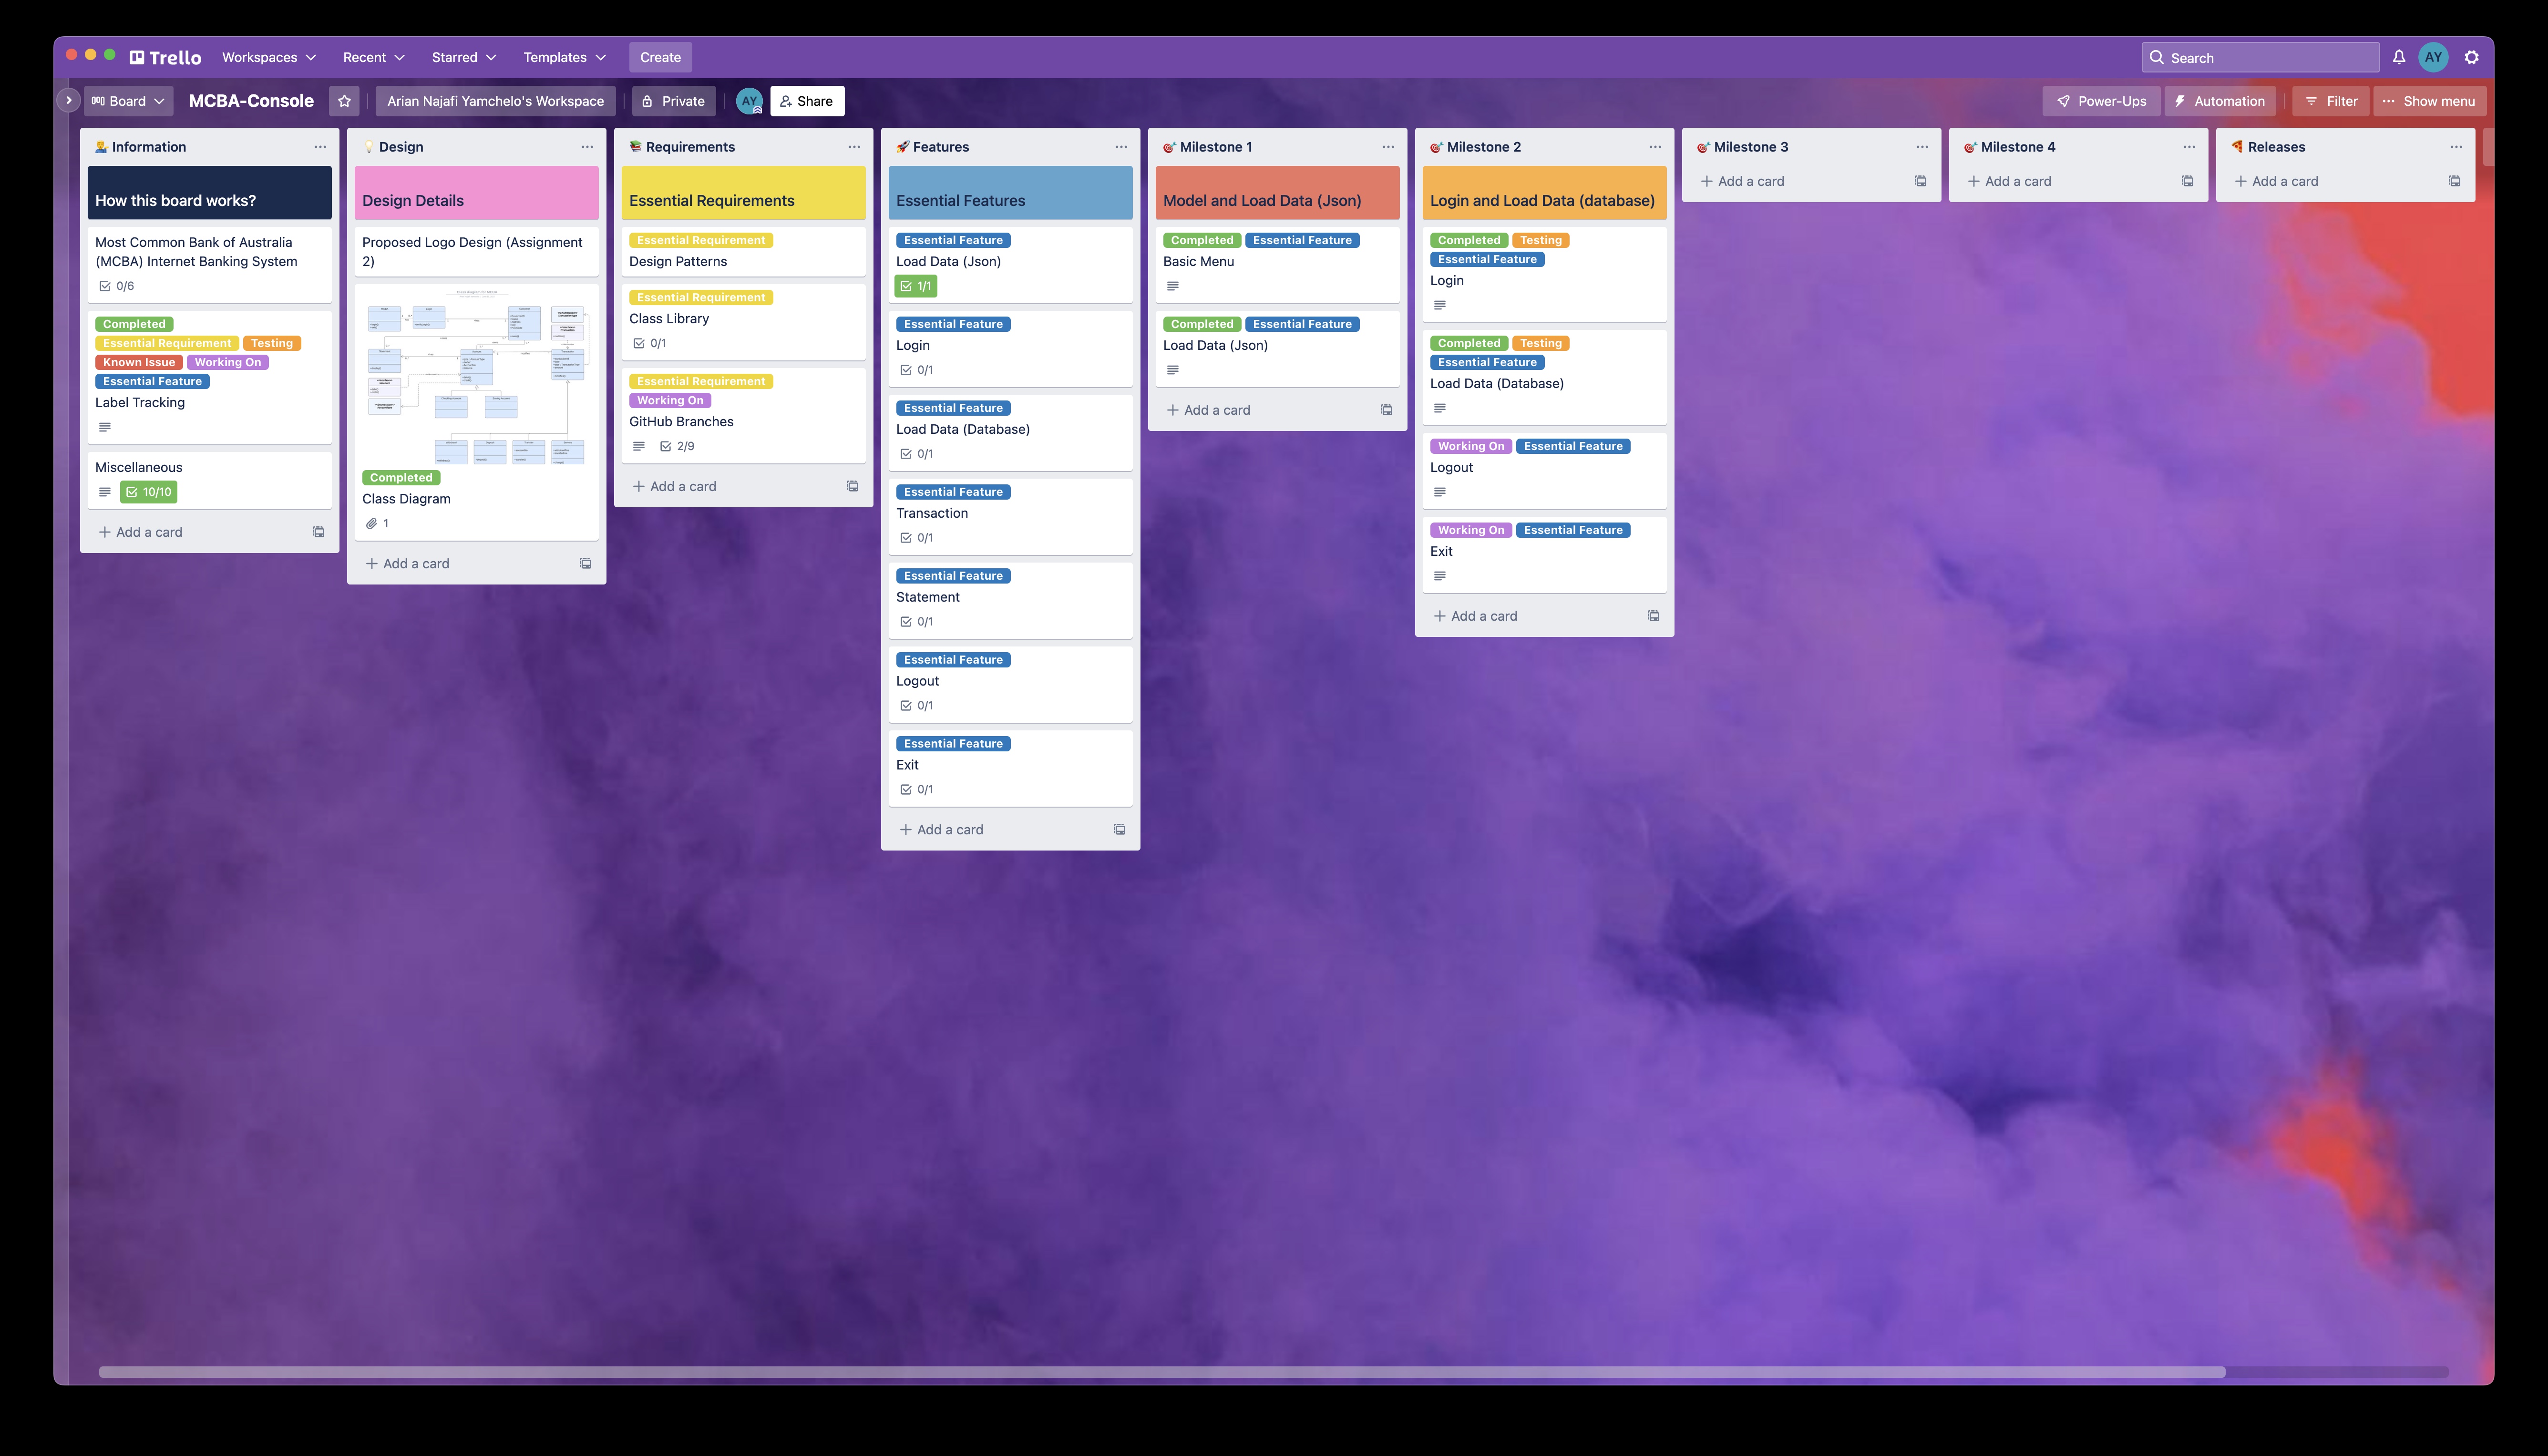 Trello
Workspaces
Recent
Starred
Templates
Create
Search
AY
Board
MCBA-Console
Arian Najafi Yamchelo's Workspace
Private
AY
Share
Power-Ups
Automation
Filter
Show menu
Information
How this board works?
Most Common Bank of Australia
(MCBA) Internet Banking System
0/6
Completed
Essential Requirement Testing
Known Issue Working On
Essential Feature
Label Tracking
Miscellaneous
10/10
Add a card
Design
Design Details
Proposed Logo Design (Assignment
2)
Completed
Class Diagram
1
Add a card
Requirements
Essential Requirements
Essential Requirement
Design Patterns
Essential Requirement
Class Library
0/1
Essential Requirement
Working On
GitHub Branches
2/9
Add a card
Features
Essential Features
Essential Feature
Load Data (Json)
1/1
Essential Feature
Login
0/1
Essential Feature
Load Data (Database)
0/1
Essential Feature
Transaction
0/1
Essential Feature
Statement
0/1
Essential Feature
Logout
0/1
Essential Feature
Exit
0/1
Add a card
Milestone 1
Model and Load Data (Json)
Completed Essential Feature
Basic Menu
Completed Essential Feature
Load Data (Json)
Add a card
Milestone 2
Login and Load Data (database)
Completed Testing
Essential Feature
Login
Completed Testing
Essential Feature
Load Data (Database)
Working On Essential Feature
Logout
Working On Essential Feature
Exit
Add a card
Milestone 3
Add a card
Milestone 4
Add a card
Releases
Add a card